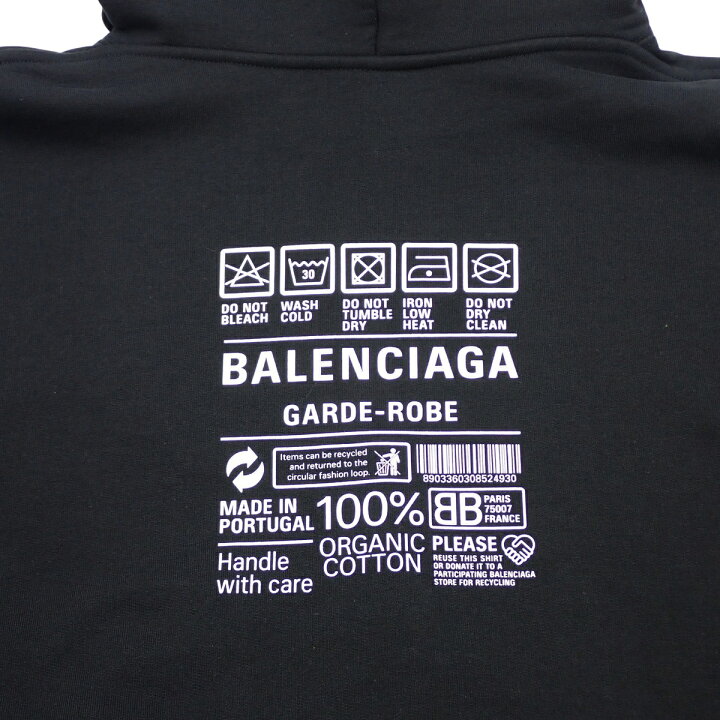 30
DO NOT
BLEACH
WASH
COLD
DO NOT
TUMBLE
DRY
IRON
LOW
HEAT
DO NOT
DRY
CLEAN
BALENCIAGA
GARDE-ROBE
Items can be recycled
and returned to the
circular fashion loop.
8903360308524930
MADE IN
PORTUGAL
100%
ORGANIC
COTTON
BB
PARIS
75007
FRANCE
Handle
with care
PLEASE
REUSE THIS SHIRT
OR DONATE IT TO A
PARTICIPATING BALENCIAGA
STORE FOR RECYCLING